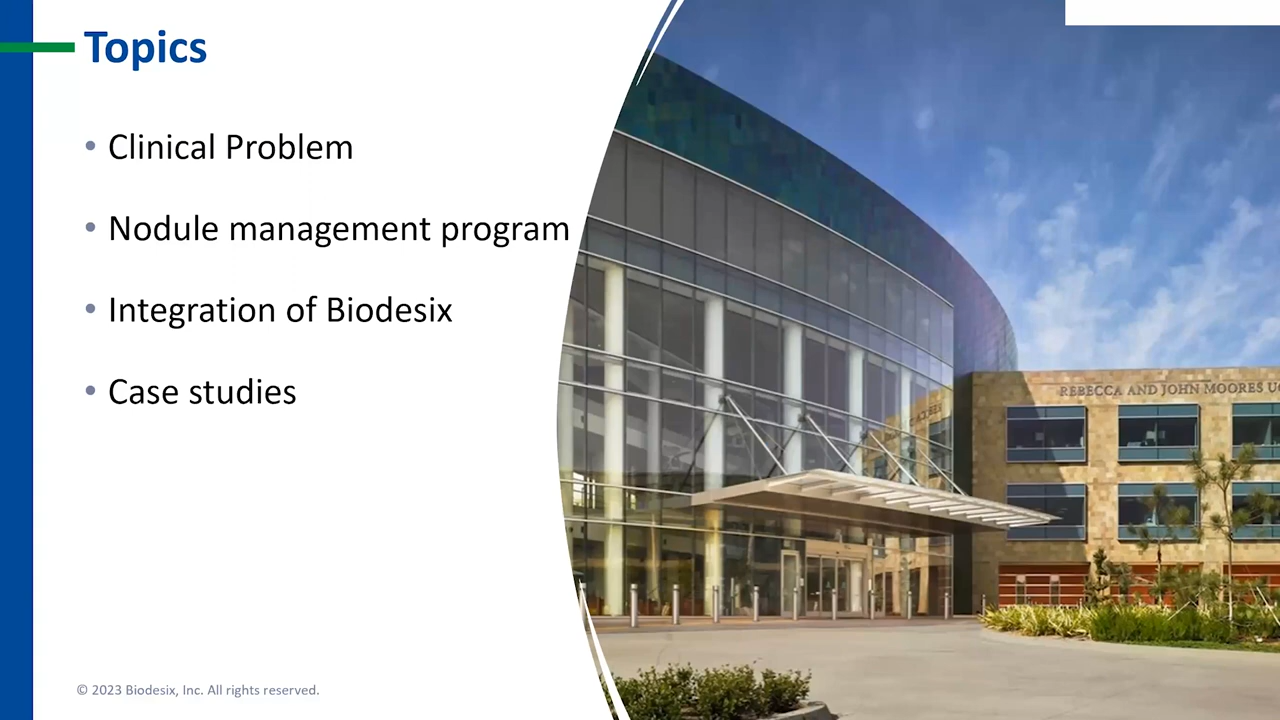 Topics
• Clinical Problem
• Nodule management program
• Integration of Biodesix
• Case studies
REBECCA AND JOHN MOORES
© 2023 Biodesix, Inc. All rights reserved.